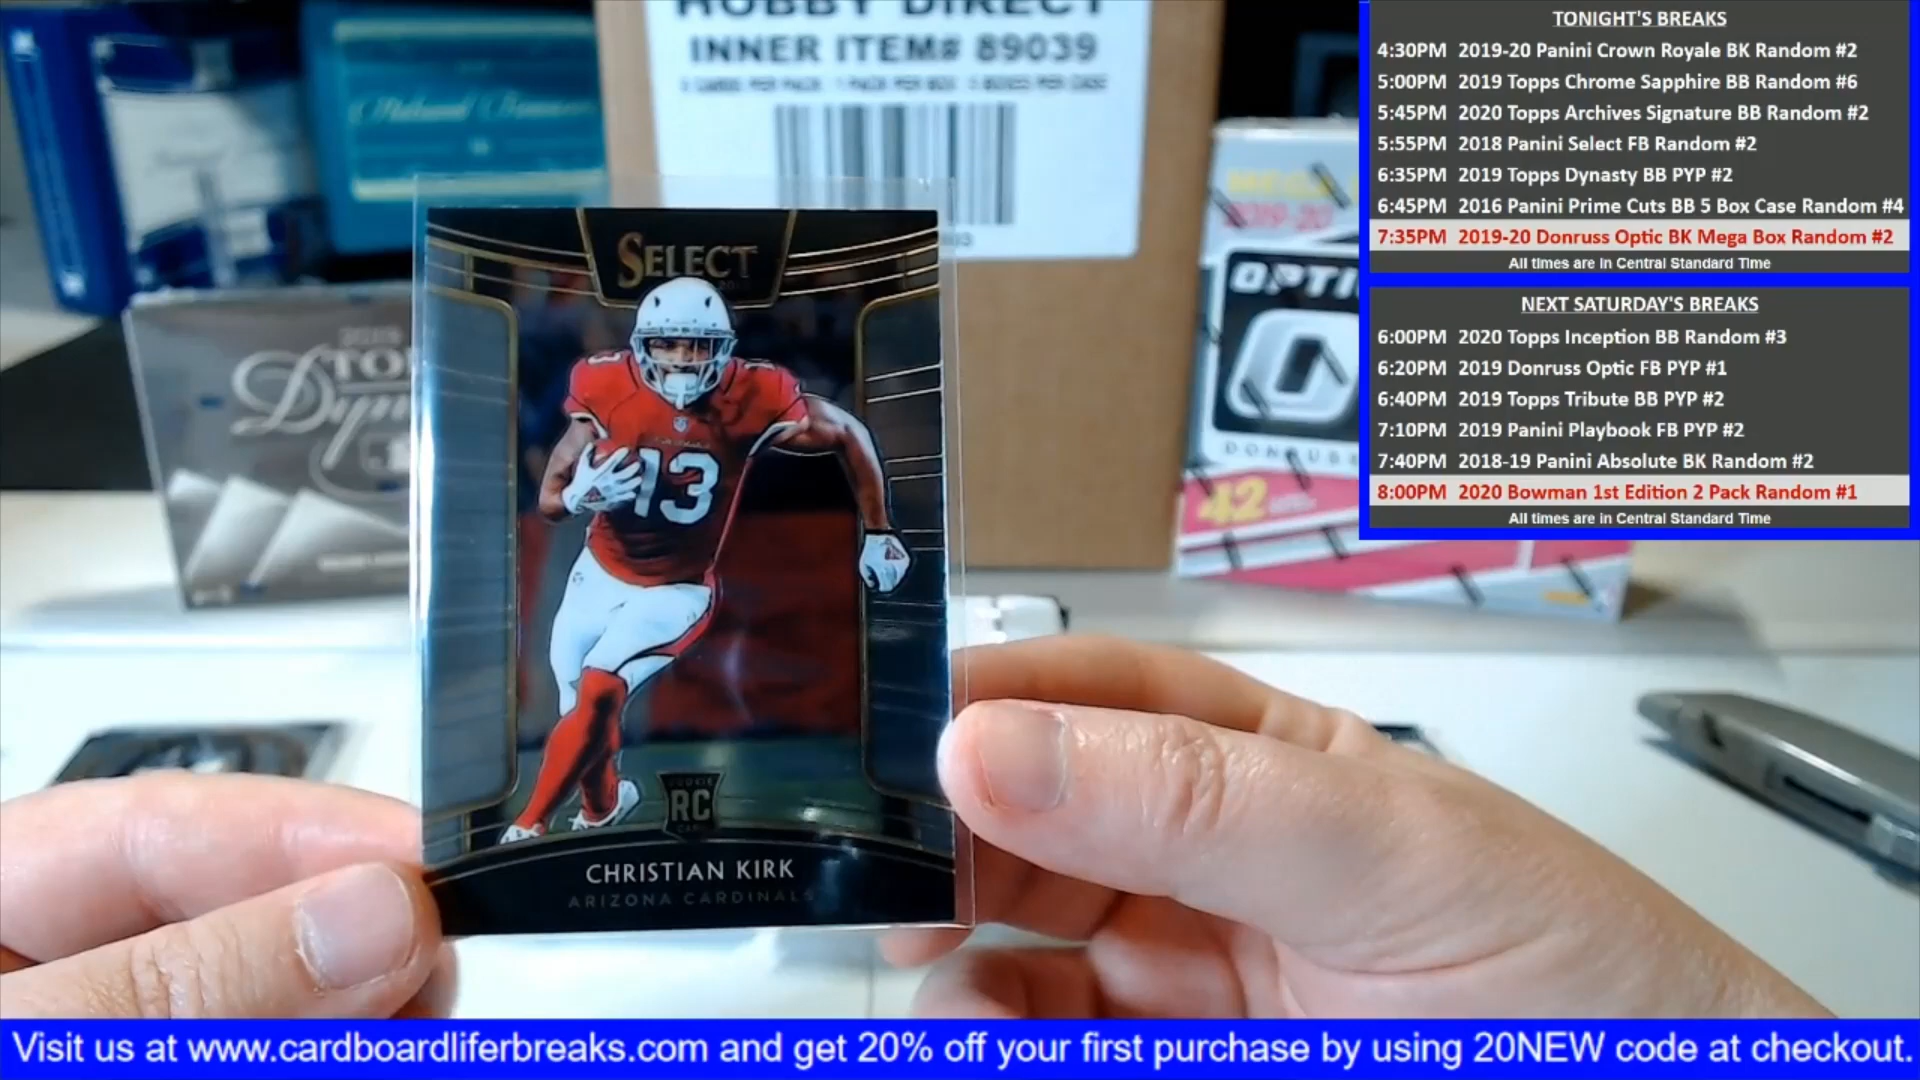 HOBBY DIRECT
INNER ITEM# 89039
SELECT
13
RC
CHRISTIAN KIRK
ARIZONA CARDINALS
OPTI
42
TONIGHT'S BREAKS
4:30PM 2019-20 Panini Crown Royale BK Random #2
5:00PM 2019 Topps Chrome Sapphire BB Random #6
5:45PM 2020 Topps Archives Signature BB Random #2
5:55PM 2018 Panini Select FB Random #2
6:35PM 2019 Topps Dynasty BB PYP #2
6:45PM 2016 Panini Prime Cuts BB 5 Box Case Random #4
7:35PM 2019-20 Donruss Optic BK Mega Box Random #2
All times are in Central Standard Time
NEXT SATURDAY'S BREAKS
6:00PM 2020 Topps Inception BB Random #3
6:20PM 2019 Donruss Optic FB PYP #1
6:40PM 2019 Topps Tribute BB PYP #2
7:10PM 2019 Panini Playbook FB PYP #2
7:40PM 2018-19 Panini Absolute BK Random #2
8:00PM 2020 Bowman 1st Edition 2 Pack Random #1
All times are in Central Standard Time
Visit us at www.cardboardliferbreaks.com and get 20% off your first purchase by using 20NEW code at checkout.